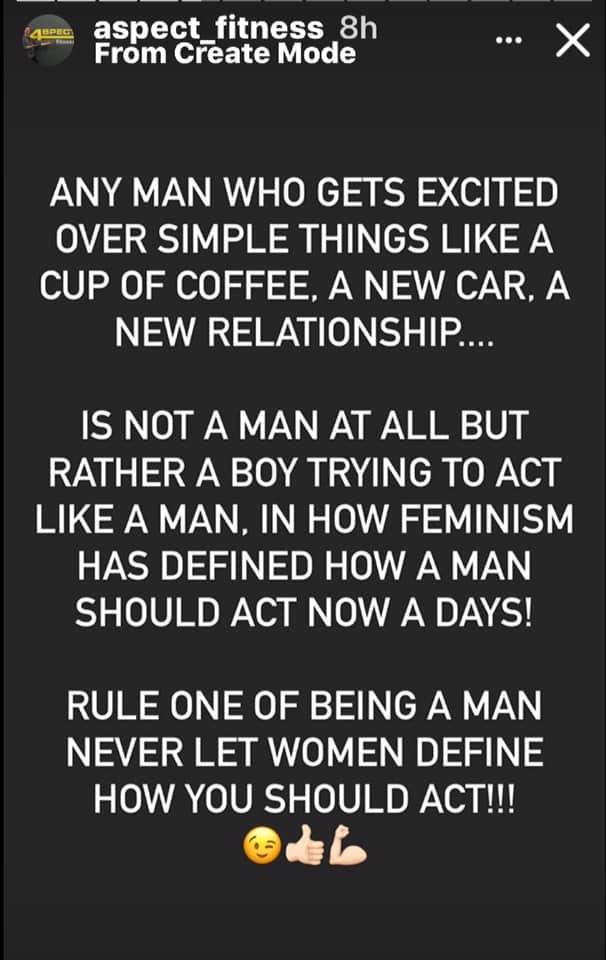 aspect_fitness 8h
From Create Mode
ANY MAN WHO GETS EXCITED
OVER SIMPLE THINGS LIKE A
CUP OF COFFEE, A NEW CAR, A
NEW RELATIONSHIP....
IS NOT A MAN AT ALL BUT
RATHER A BOY TRYING TO ACT
LIKE A MAN, IN HOW FEMINISM
HAS DEFINED HOW A MAN
SHOULD ACT NOW A DAYS!
RULE ONE OF BEING A MAN
NEVER LET WOMEN DEFINE
HOW YOU SHOULD ACT!!!
😉👍🏻💪🏻